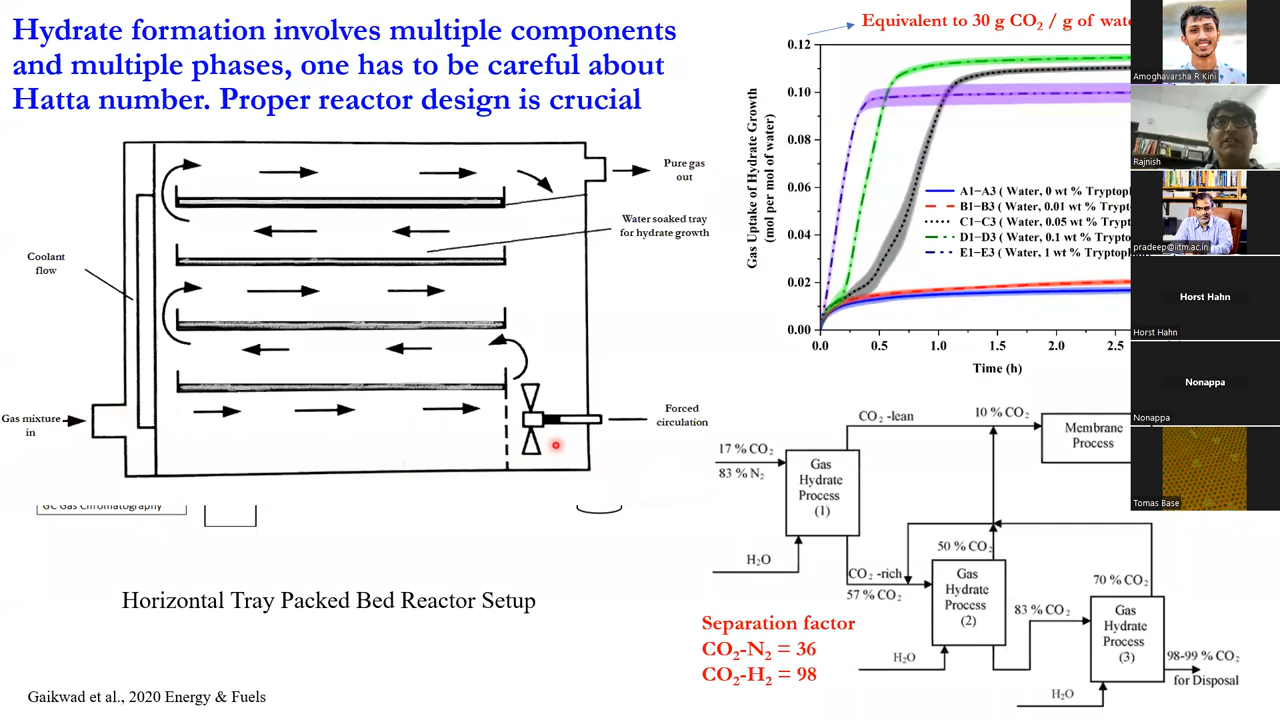 Hydrate formation involves multiple components
and multiple phases, one has to be careful about
Hatta number. Proper reactor design is crucial
Pure gas
out
Water soaked tray
for hydrate growth
Coolant
flow
Gas mixture
in
Forced
circulation
GC Gas Chromatography
Horizontal Tray Packed Bed Reactor Setup
Gaikwad et al., 2020 Energy & Fuels
Equivalent to 30 g CO₂ / g of
Gas Uptake of Hydrate Growth
(mol per mol of water)
0.12
0.10
0.08
0.06
0.04
0.02
0.00
A1−A3 ( Water, 0 wt %
B1−B3 ( Water, 0.01 wt %
C1−C3 ( Water, 0.05 wt %
D1−D3 ( Water, 0.1 wt %
E1−E3 ( Water, 1 wt %
0.0 0.5 1.0 1.5 2.0 2.5
Time (h)
CO₂ -lean
10 % CO₂
Membrane
Process
17 % CO₂
83 % N₂
Gas
Hydrate
Process
(1)
H₂O
CO₂ -rich
57 % CO₂
50 % CO₂
Gas
Hydrate
Process
(2)
H₂O
83 % CO₂
70 % CO₂
Gas
Hydrate
Process
(3)
H₂O
98-99 % CO₂
for Disposal
Separation factor
CO₂-N₂ = 36
CO₂-H₂ = 98
Amoghavarsha R Kini
Rajnish
pradeep@iitm.ac.in
Horst Hahn
Horst Hahn
Nonappa
Nonappa
Tomas Base